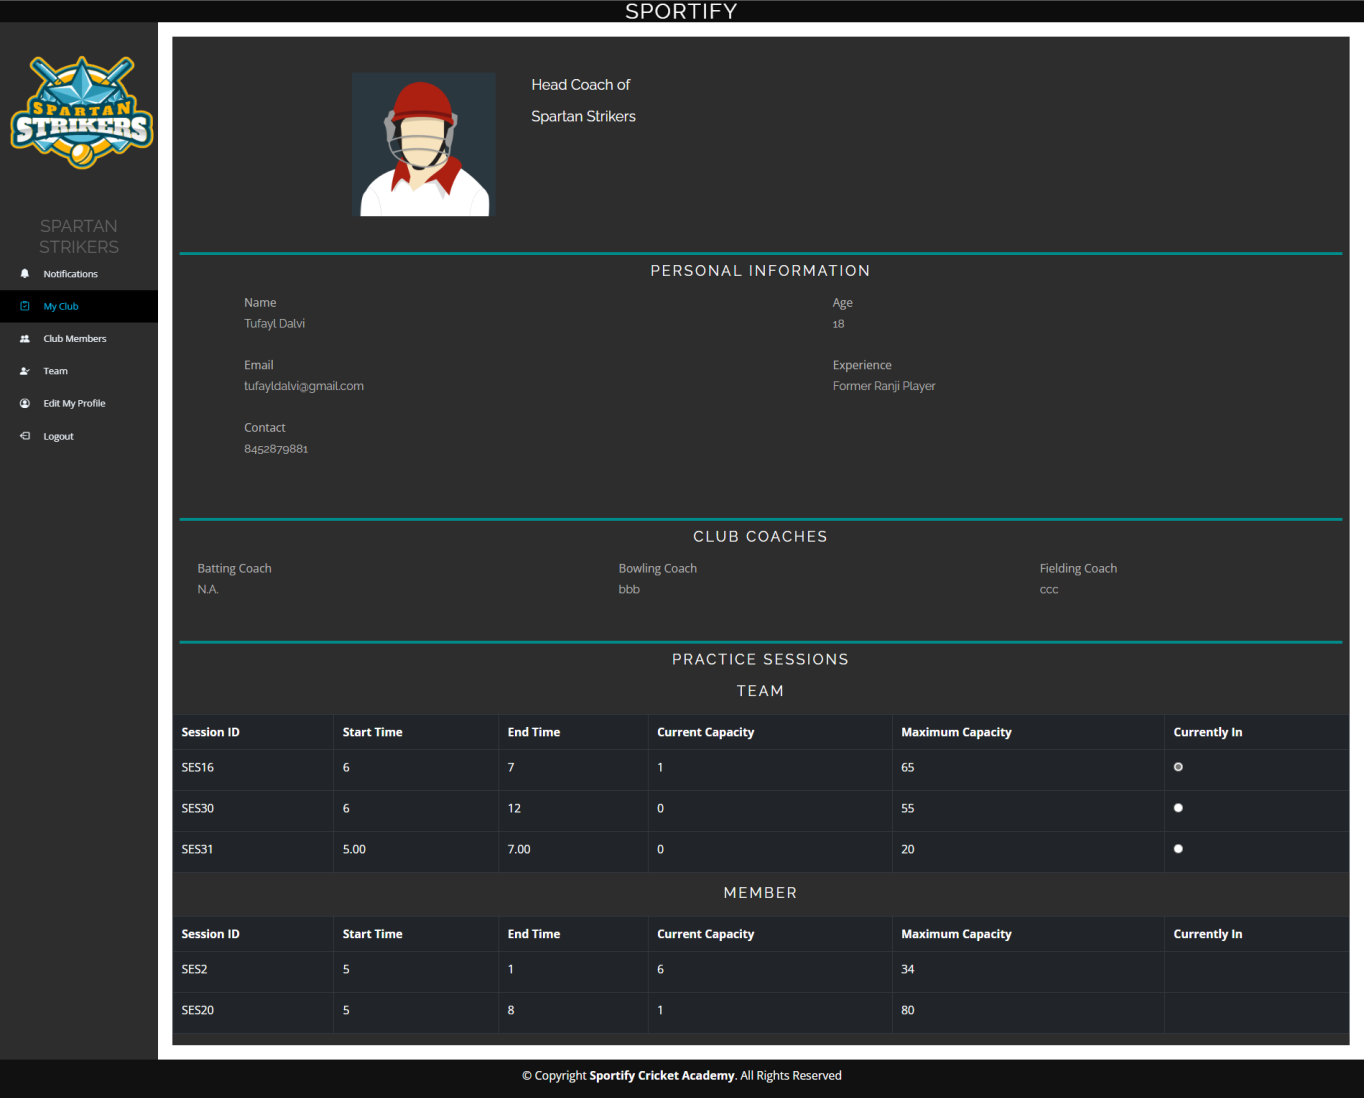 SPORTIFY
SPARTAN
STRIKERS
SPARTAN
STRIKERS
Notifications
My Club
Club Members
Team
Edit My Profile
Logout
Head Coach of
Spartan Strikers
PERSONAL INFORMATION
Name
Tufayl Dalvi
Age
18
Email
tufayldalvi@gmail.com
Experience
Former Ranji Player
Contact
8452879881
CLUB COACHES
Batting Coach
N.A.
Bowling Coach
bbb
Fielding Coach
ccc
PRACTICE SESSIONS
TEAM
Session ID Start Time End Time Current Capacity Maximum Capacity Currently In
SES16 6 7 1 65
SES30 6 12 0 55
SES31 5.00 7.00 0 20
MEMBER
Session ID Start Time End Time Current Capacity Maximum Capacity Currently In
SES2 5 1 6 34
SES20 5 8 1 80
© Copyright Sportify Cricket Academy. All Rights Reserved